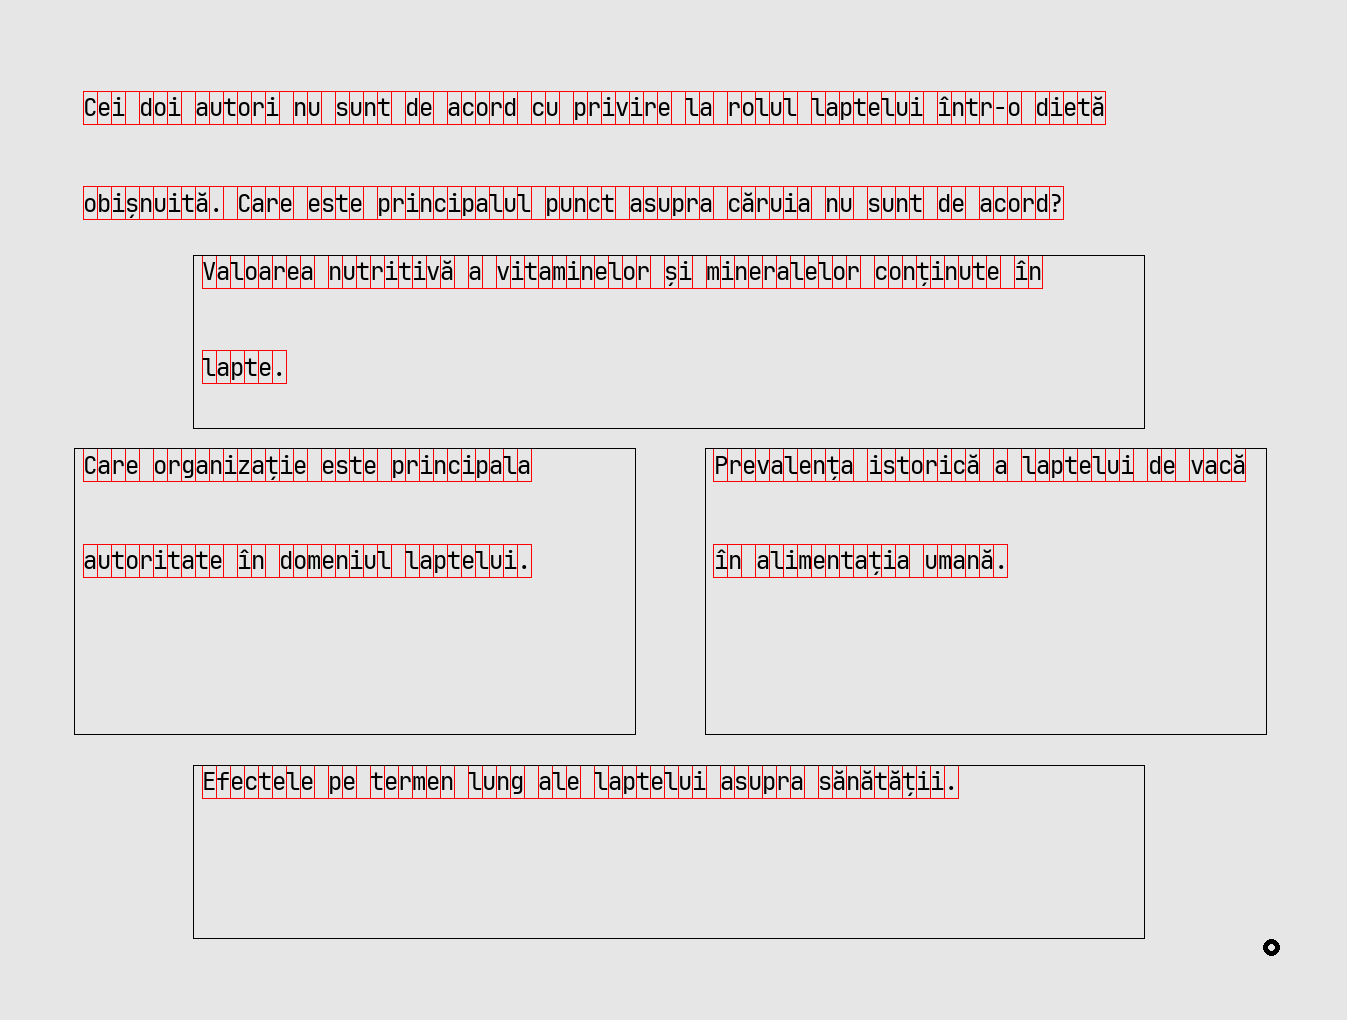 Cei doi autori nu sunt de acord cu privire la rolul laptelui într-o dietă
obișnuită. Care este principalul punct asupra căruia nu sunt de acord?
Valoarea nutritivă a vitaminelor și mineralelor conținute în
lapte.
Care organizație este principala
autoritate în domeniul laptelui.
Prevalența istorică a laptelui de vacă
în alimentația umană.
Efectele pe termen lung ale laptelui asupra sănătății.